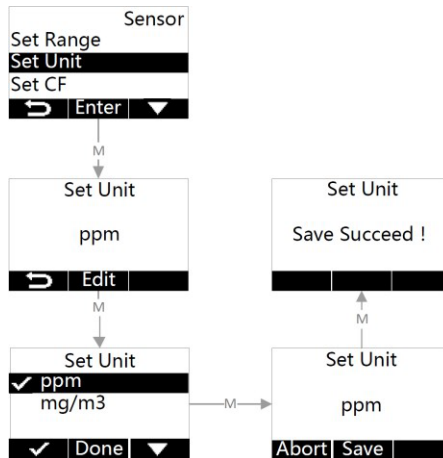 Sensor
Set Range
Set Unit
Set CF
Enter
M
Set Unit
ppm
Edit
M
Set Unit
ppm
mg/m3
Done
M
Set Unit
ppm
Abort Save
M
Set Unit
Save Succeed !